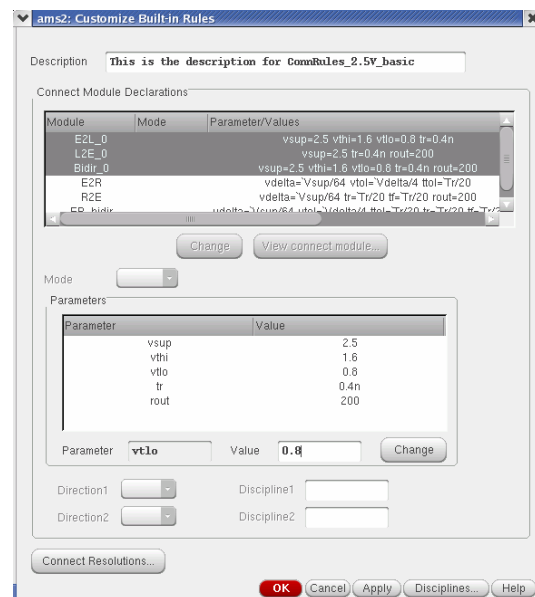 ams2: Customize Built-in Rules
Description This is the description for ConnRules_2.5V_basic
Connect Module Declarations
Module Mode Parameter/Values
E2L_0 vsup=2.5 vthi=1.6 vtlo=0.8 tr=0.4n
L2E_0 vsup=2.5 tr=0.4n rout=200
Bidir_0 vsup=2.5 vthi=1.6 vtlo=0.8 tr=0.4n rout=200
E2R vdelta=`Vsup/64 vtol=`Vdelta/4 ttol=`Tr/20
R2E vdelta=`Vsup/64 tr=`Tr/20 tf=`Tr/20 rout=200
Change View connect module...
Mode
Parameters
Parameter Value
vsup 2.5
vthi 1.6
vtlo 0.8
tr 0.4n
rout 200
Parameter vtlo Value 0.8 Change
Direction1 Discipline1
Direction2 Discipline2
Connect Resolutions...
OK Cancel Apply Disciplines... Help